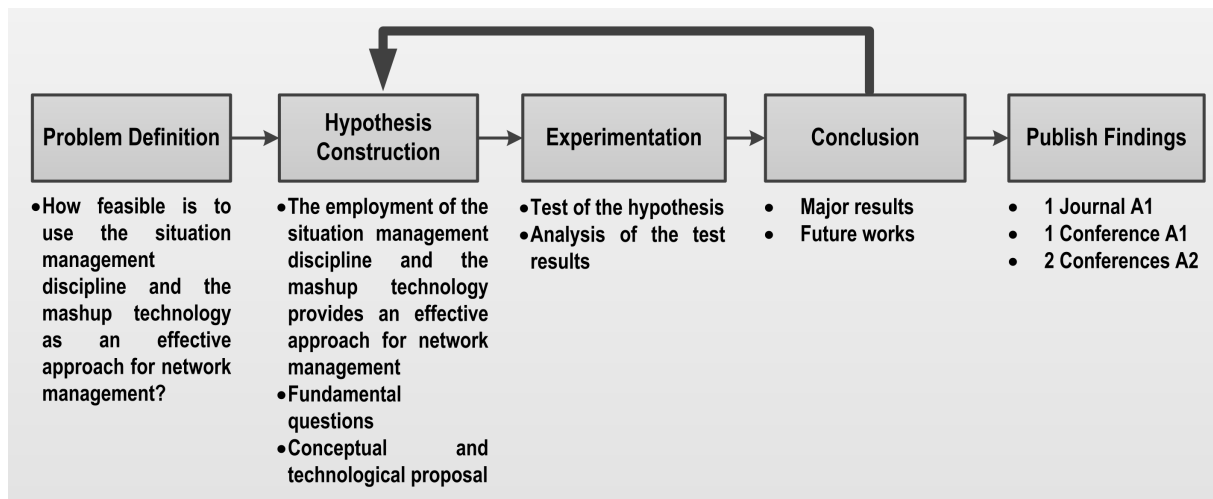 Problem Definition
Hypothesis
Construction
Experimentation
Conclusion
Publish Findings
•How feasible is to
use the situation
management
discipline and the
mashup technology
as an effective
approach for network
management?
•The employment of the
situation management
discipline and the
mashup technology
provides an effective
approach for network
management
•Fundamental
questions
•Conceptual and
technological proposal
•Test of the hypothesis
•Analysis of the test
results
• Major results
• Future works
• 1 Journal A1
• 1 Conference A1
• 2 Conferences A2